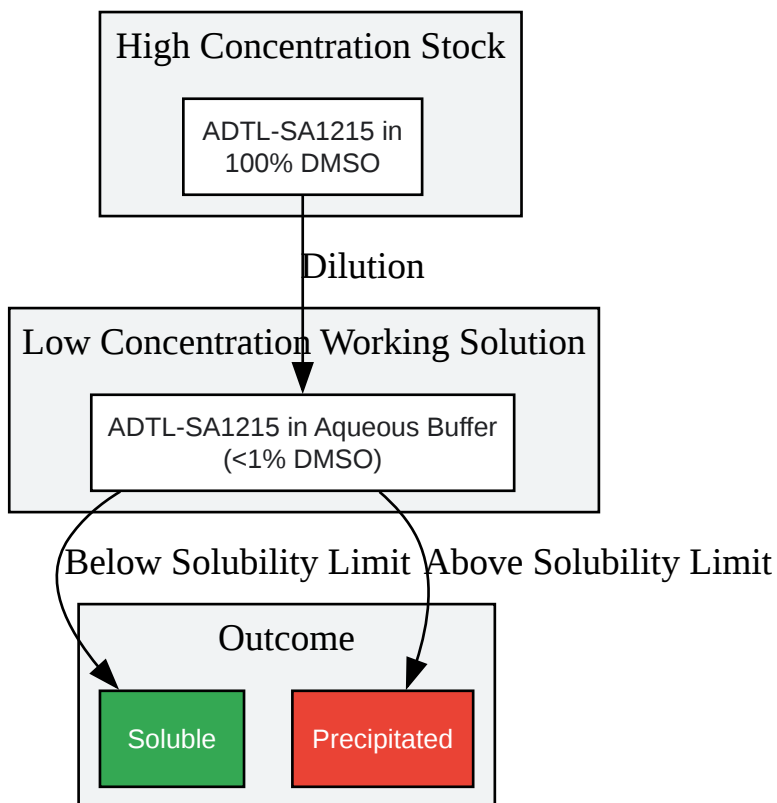 High Concentration Stock
ADTL-SA1215 in
100% DMSO
Dilution
Low Concentration Working Solution
ADTL-SA1215 in Aqueous Buffer
(<1% DMSO)
Below Solubility Limit
Above Solubility Limit
Outcome
Soluble
Precipitated